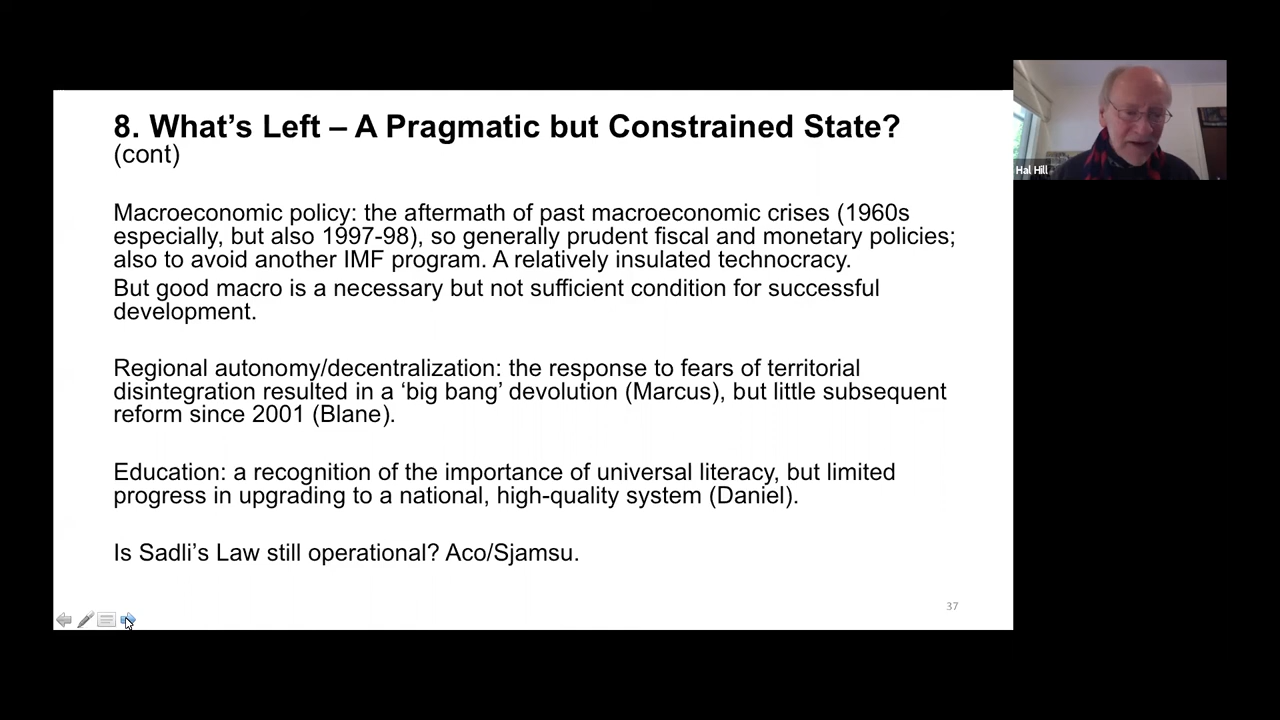 8. What’s Left – A Pragmatic but Constrained State?
(cont)
Macroeconomic policy: the aftermath of past macroeconomic crises (1960s
especially, but also 1997-98), so generally prudent fiscal and monetary policies;
also to avoid another IMF program. A relatively insulated technocracy.
But good macro is a necessary but not sufficient condition for successful
development.
Regional autonomy/decentralization: the response to fears of territorial
disintegration resulted in a ‘big bang’ devolution (Marcus), but little subsequent
reform since 2001 (Blane).
Education: a recognition of the importance of universal literacy, but limited
progress in upgrading to a national, high-quality system (Daniel).
Is Sadli’s Law still operational? Aco/Sjamsu.
37
Hal Hill